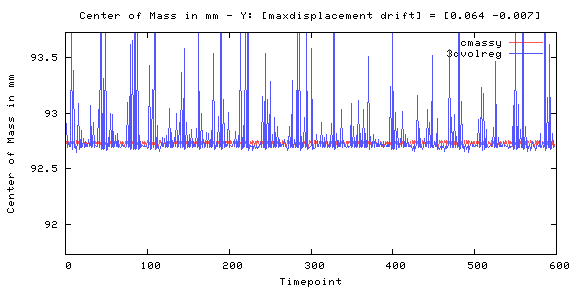 Center of Mass in mm - Y: [maxdisplacement drift] = [0.064 -0.007]
cmassy
3dvolreg
93.5
93
92.5
92
Center of Mass in mm
0 100 200 300 400 500 600
Timepoint